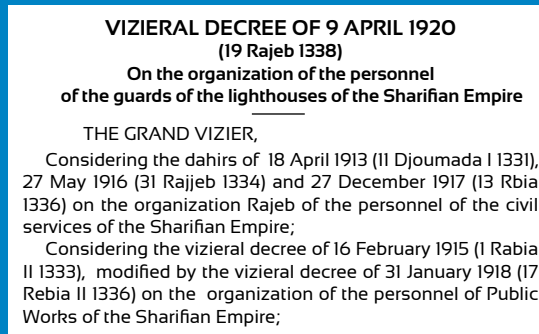 VIZIERAL DECREE OF 9 APRIL 1920
(19 Rajeb 1338)
On the organization of the personnel
of the guards of the lighthouses of the Sharifian Empire
THE GRAND VIZIER,
Considering the dahirs of 18 April 1913 (11 Djoumada I 1331),
27 May 1916 (31 Rajjeb 1334) and 27 December 1917 (13 Rbia
1336) on the organization Rajeb of the personnel of the civil
services of the Sharifian Empire;
Considering the vizieral decree of 16 February 1915 (1 Rabia
II 1333), modified by the vizieral decree of 31 January 1918 (17
Rebia II 1336) on the organization of the personnel of Public
Works of the Sharifian Empire;